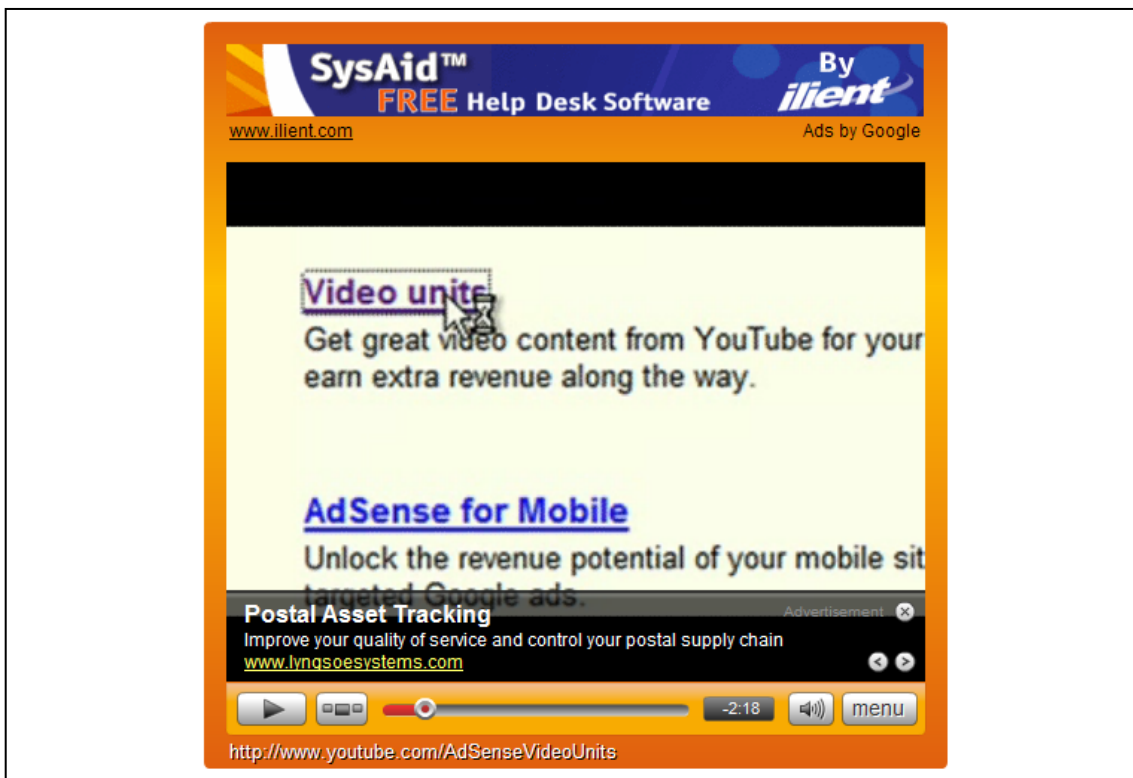 SysAid™
FREE Help Desk Software
By
ilient
www.ilient.com
Ads by Google
Video units
Get great video content from YouTube for your
earn extra revenue along the way.
AdSense for Mobile
Unlock the revenue potential of your mobile sit
targeted Google ads.
Postal Asset Tracking
Advertisement
Improve your quality of service and control your postal supply chain
www.lyngsoesystems.com
-2:18
menu
http://www.youtube.com/AdSenseVideoUnits